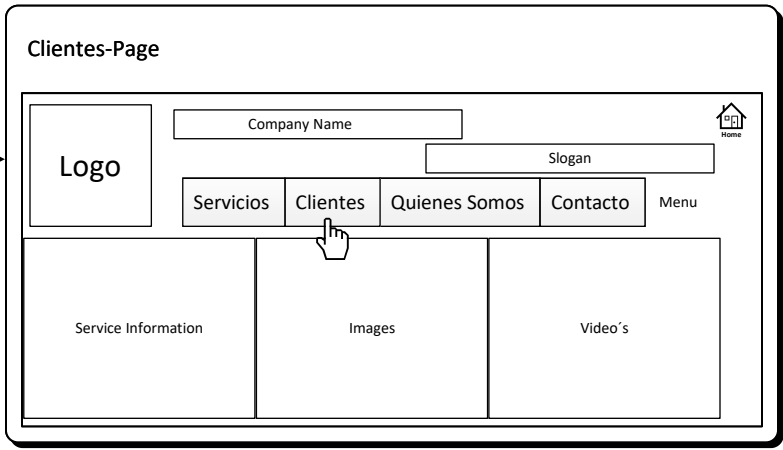 Clientes-Page
Company Name
Home
Logo
Slogan
Servicios
Clientes
Quienes Somos
Contacto
Menu
Service Information
Images
Video´s